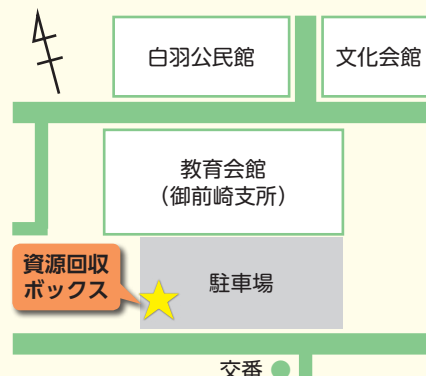 白羽公民館
文化会館
教育会館
（御前崎支所）
資源回収
ボックス
駐車場
交番